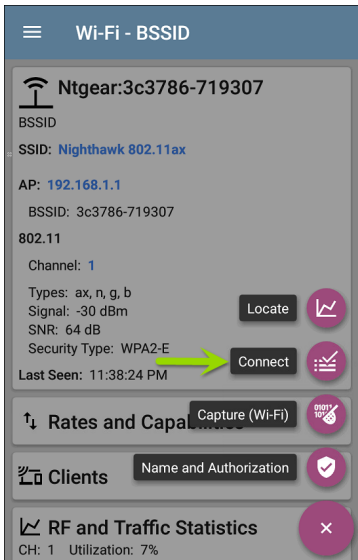 Wi-Fi - BSSID
Ntgear:3c3786-719307
BSSID
SSID: Nighthawk 802.11ax
AP: 192.168.1.1
BSSID: 3c3786-719307
802.11
Channel: 1
Types: ax, n, g, b
Signal: -30 dBm
Locate
SNR: 64 dB
Security Type: WPA2-E
Connect
Last Seen: 11:38:24 PM
Capture (Wi-Fi)
Rates and Capabilities
Name and Authorization
Clients
RF and Traffic Statistics
CH: 1 Utilization: 7%